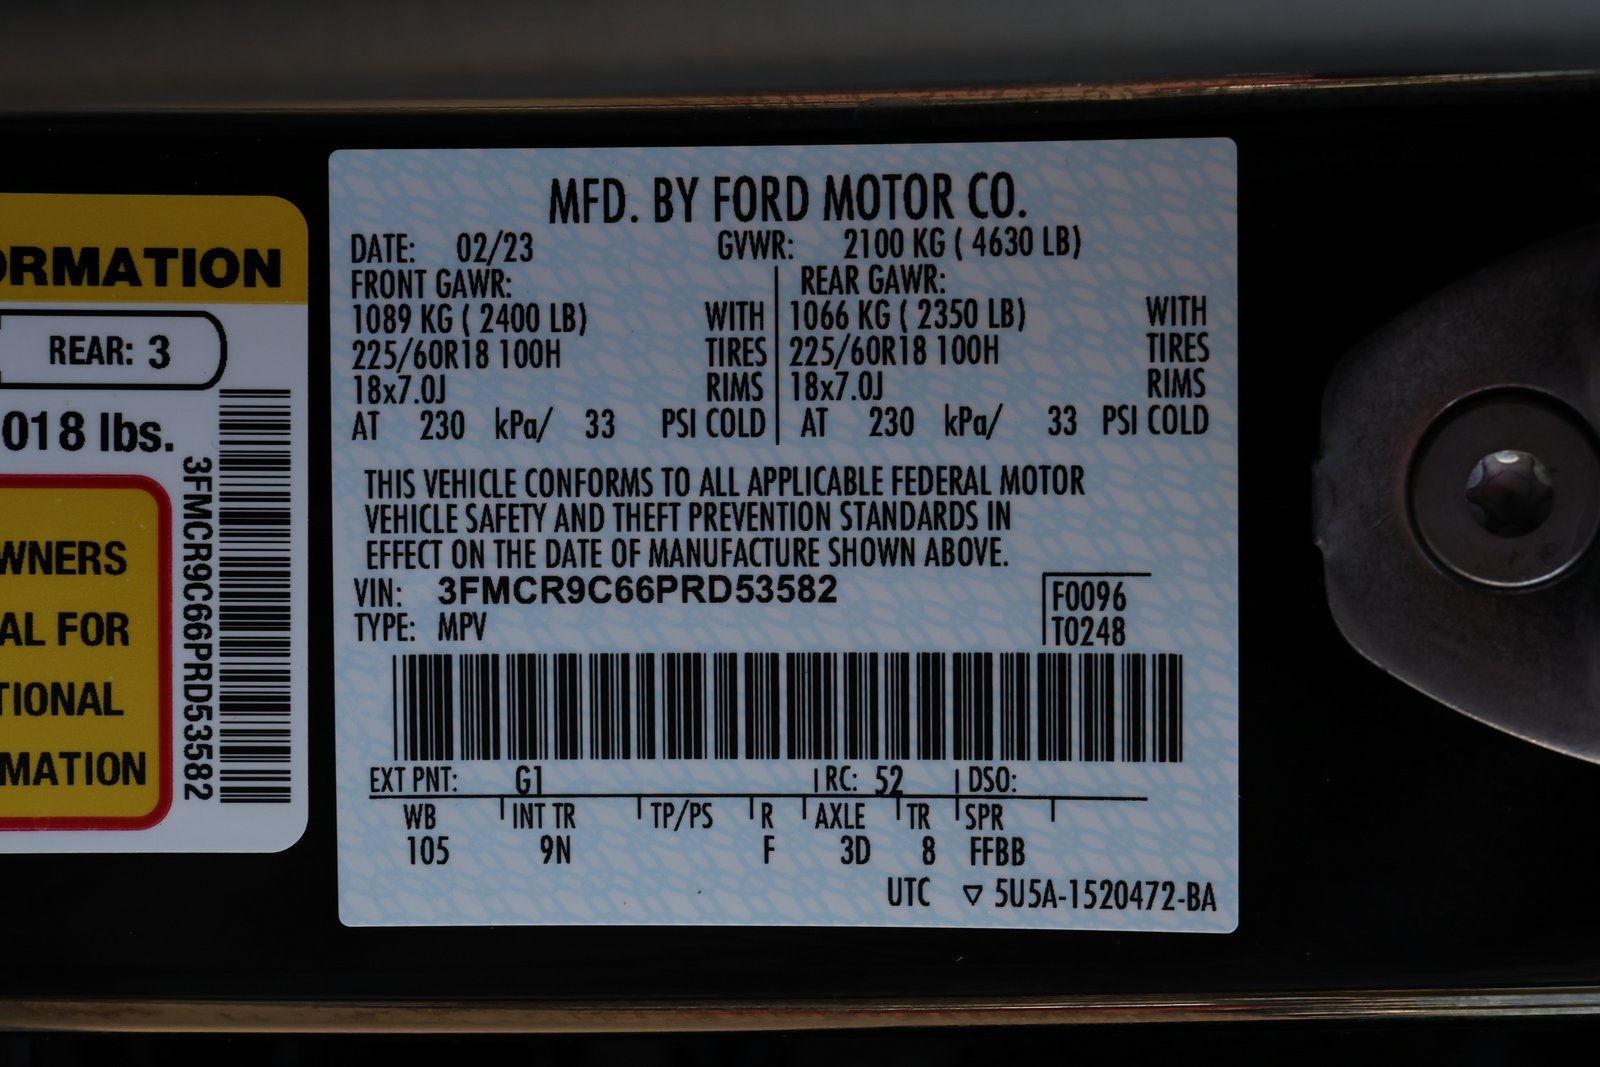 ORMATION
REAR: 3
018 lbs.
WNERS
AL FOR
TIONAL
MATION
3FMCR9C66PRD53582
MFD. BY FORD MOTOR CO.
DATE: 02/23 GVWR: 2100 KG ( 4630 LB)
FRONT GAWR: REAR GAWR:
1089 KG ( 2400 LB) WITH 1066 KG ( 2350 LB) WITH
225/60R18 100H TIRES 225/60R18 100H TIRES
18x7.0J RIMS 18x7.0J RIMS
AT 230 kPa/ 33 PSI COLD AT 230 kPa/ 33 PSI COLD
THIS VEHICLE CONFORMS TO ALL APPLICABLE FEDERAL MOTOR
VEHICLE SAFETY AND THEFT PREVENTION STANDARDS IN
EFFECT ON THE DATE OF MANUFACTURE SHOWN ABOVE.
VIN: 3FMCR9C66PRD53582 F0096
TYPE: MPV T0248
EXT PNT: G1 RC: 52 DSO:
WB INT TR TP/PS R AXLE TR SPR
105 9N F 3D 8 FFBB
UTC ▽ 5U5A-1520472-BA